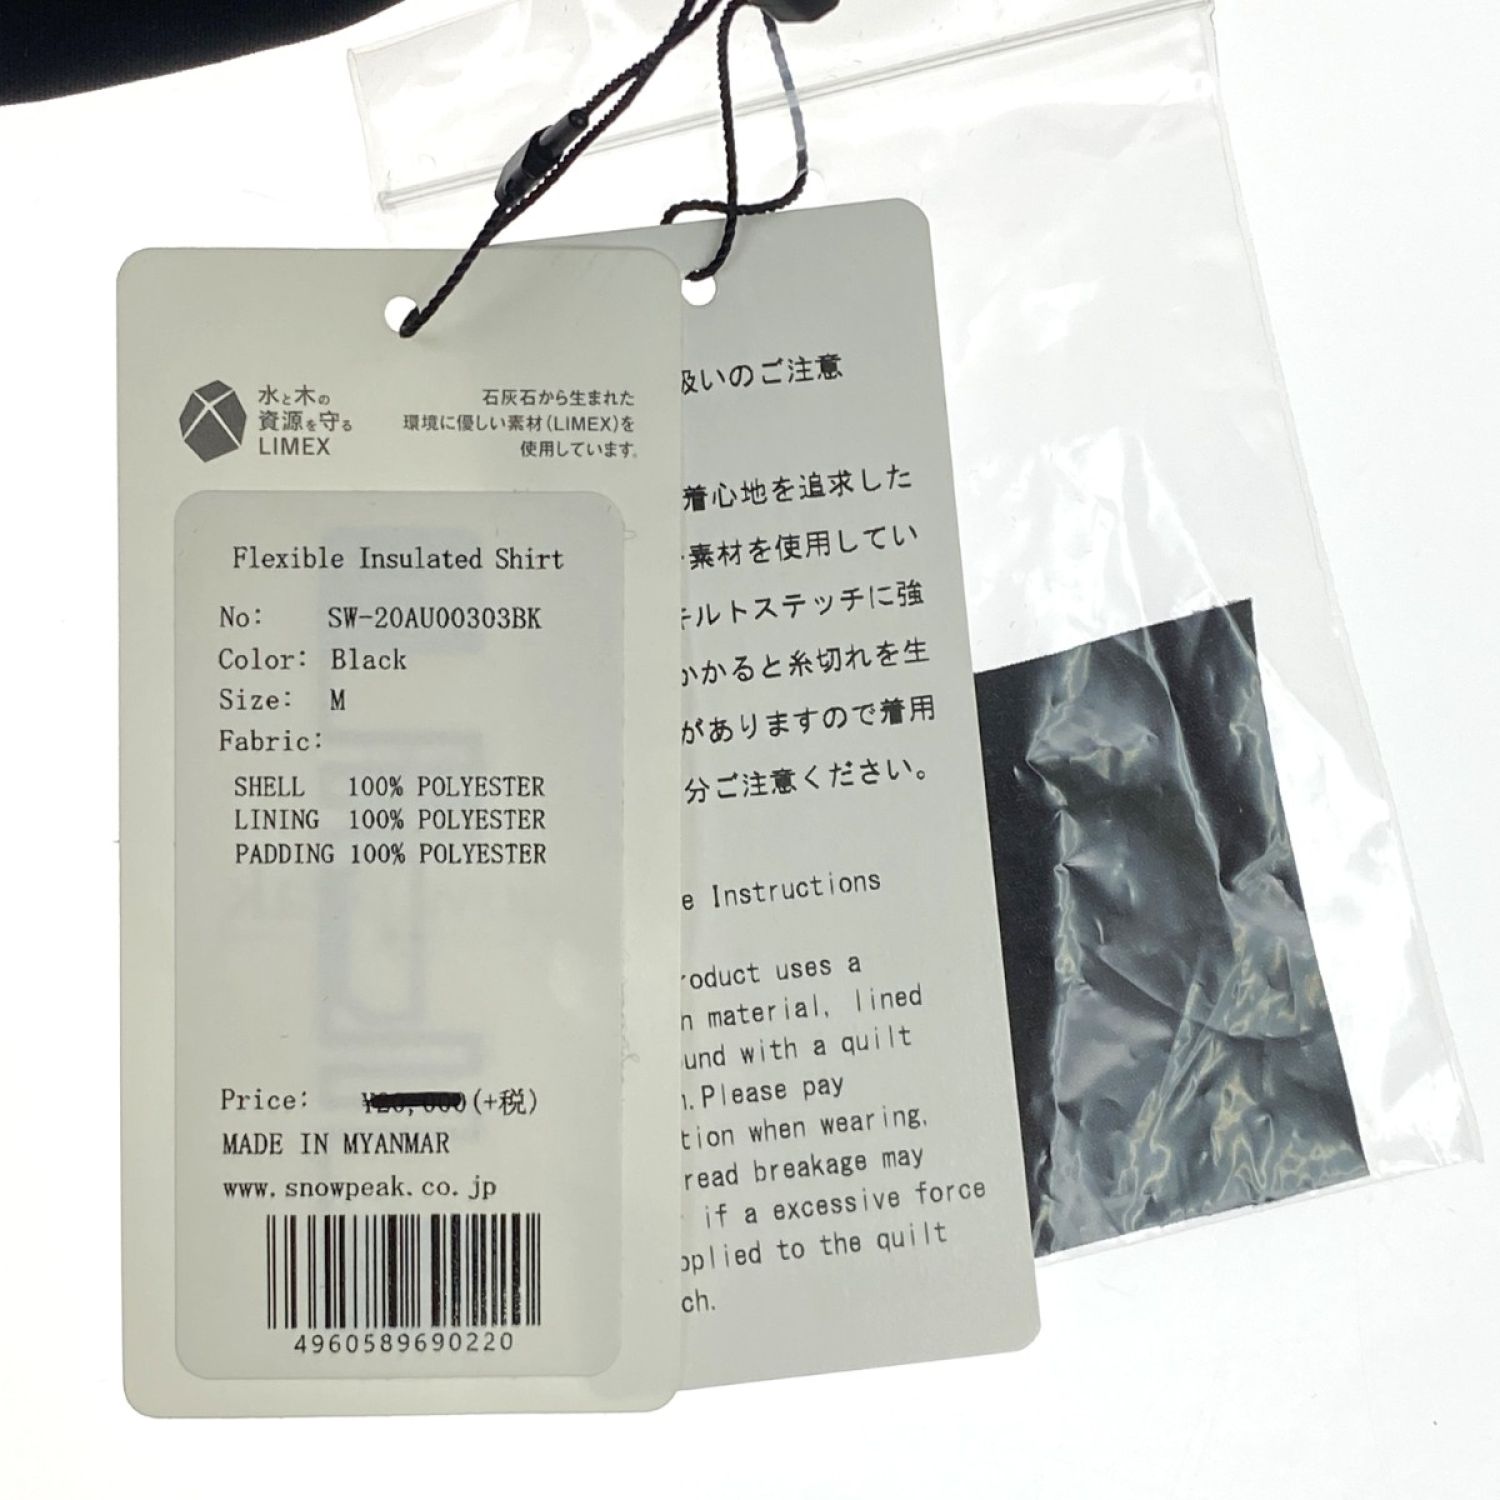 水と木の
資源を守る
LIMEX
石灰石から生まれた
環境に優しい素材(LIMEX)を
使用しています。
Flexible Insulated Shirt
No: SW-20AU00303BK
Color: Black
Size: M
Fabric:
SHELL 100% POLYESTER
LINING 100% POLYESTER
PADDING 100% POLYESTER
Price: (+税)
MADE IN MYANMAR
www.snowpeak.co.jp
4960589690220
扱いのご注意
着心地を追求した
素材を使用してい
キルトステッチに強
かかると糸切れを生
がありますので着用
分ご注意ください。
e Instructions
roduct uses a
n material, lined
und with a quilt
n.Please pay
tion when wearing,
read breakage may
if a excessive force
pplied to the quilt
ch.